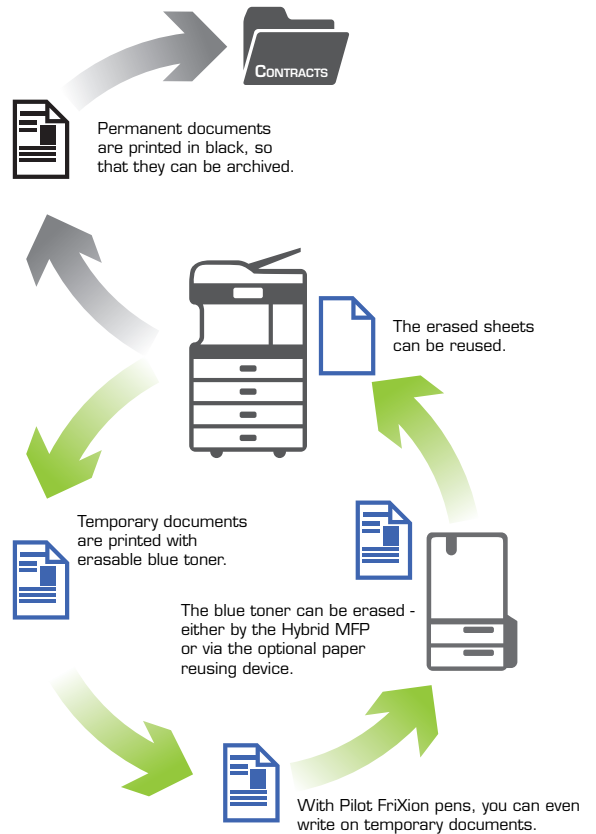 CONTRACTS
Permanent documents
are printed in black, so
that they can be archived.
The erased sheets
can be reused.
Temporary documents
are printed with
erasable blue toner.
The blue toner can be erased -
either by the Hybrid MFP
or via the optional paper
reusing device.
With Pilot FriXion pens, you can even
write on temporary documents.